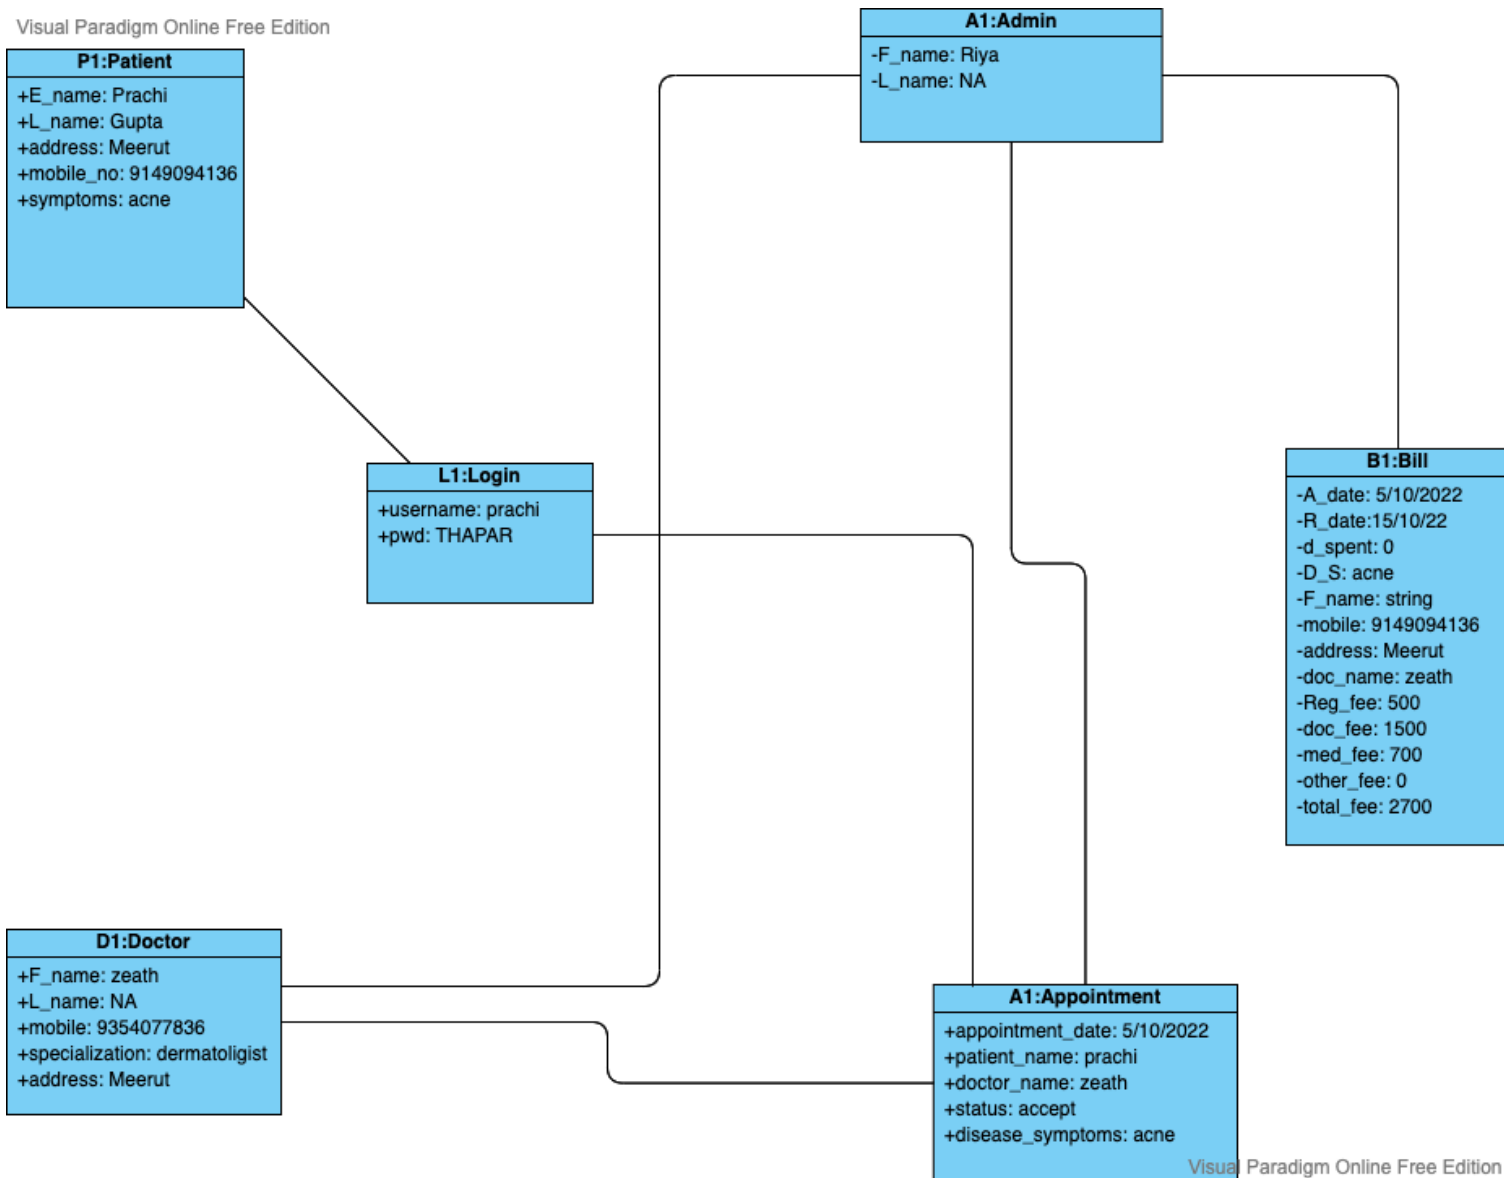 Visual Paradigm Online Free Edition
P1:Patient
+E_name: Prachi
+L_name: Gupta
+address: Meerut
+mobile_no: 9149094136
+symptoms: acne
A1:Admin
-F_name: Riya
-L_name: NA
L1:Login
+username: prachi
+pwd: THAPAR
B1:Bill
-A_date: 5/10/2022
-R_date:15/10/22
-d_spent: 0
-D_S: acne
-F_name: string
-mobile: 9149094136
-address: Meerut
-doc_name: zeath
-Reg_fee: 500
-doc_fee: 1500
-med_fee: 700
-other_fee: 0
-total_fee: 2700
D1:Doctor
+F_name: zeath
+L_name: NA
+mobile: 9354077836
+specialization: dermatoligist
+address: Meerut
A1:Appointment
+appointment_date: 5/10/2022
+patient_name: prachi
+doctor_name: zeath
+status: accept
+disease_symptoms: acne
Visual Paradigm Online Free Edition